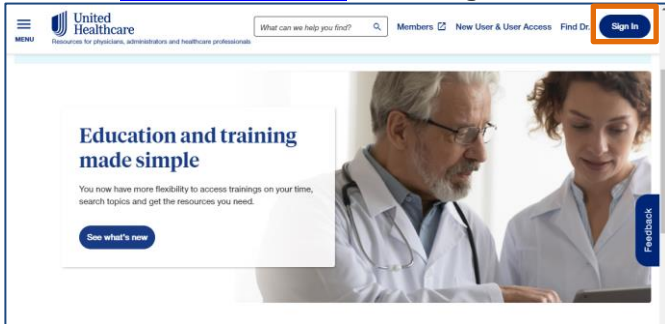 United
Healthcare
What can we help you find?
Members
New User & User Access
Find Dr.
Sign In
MENU
Resources for physicians, administrators and healthcare professionals
Education and training
made simple
You now have more flexibility to access trainings on your time,
search topics and get the resources you need.
See what's new
Feedback